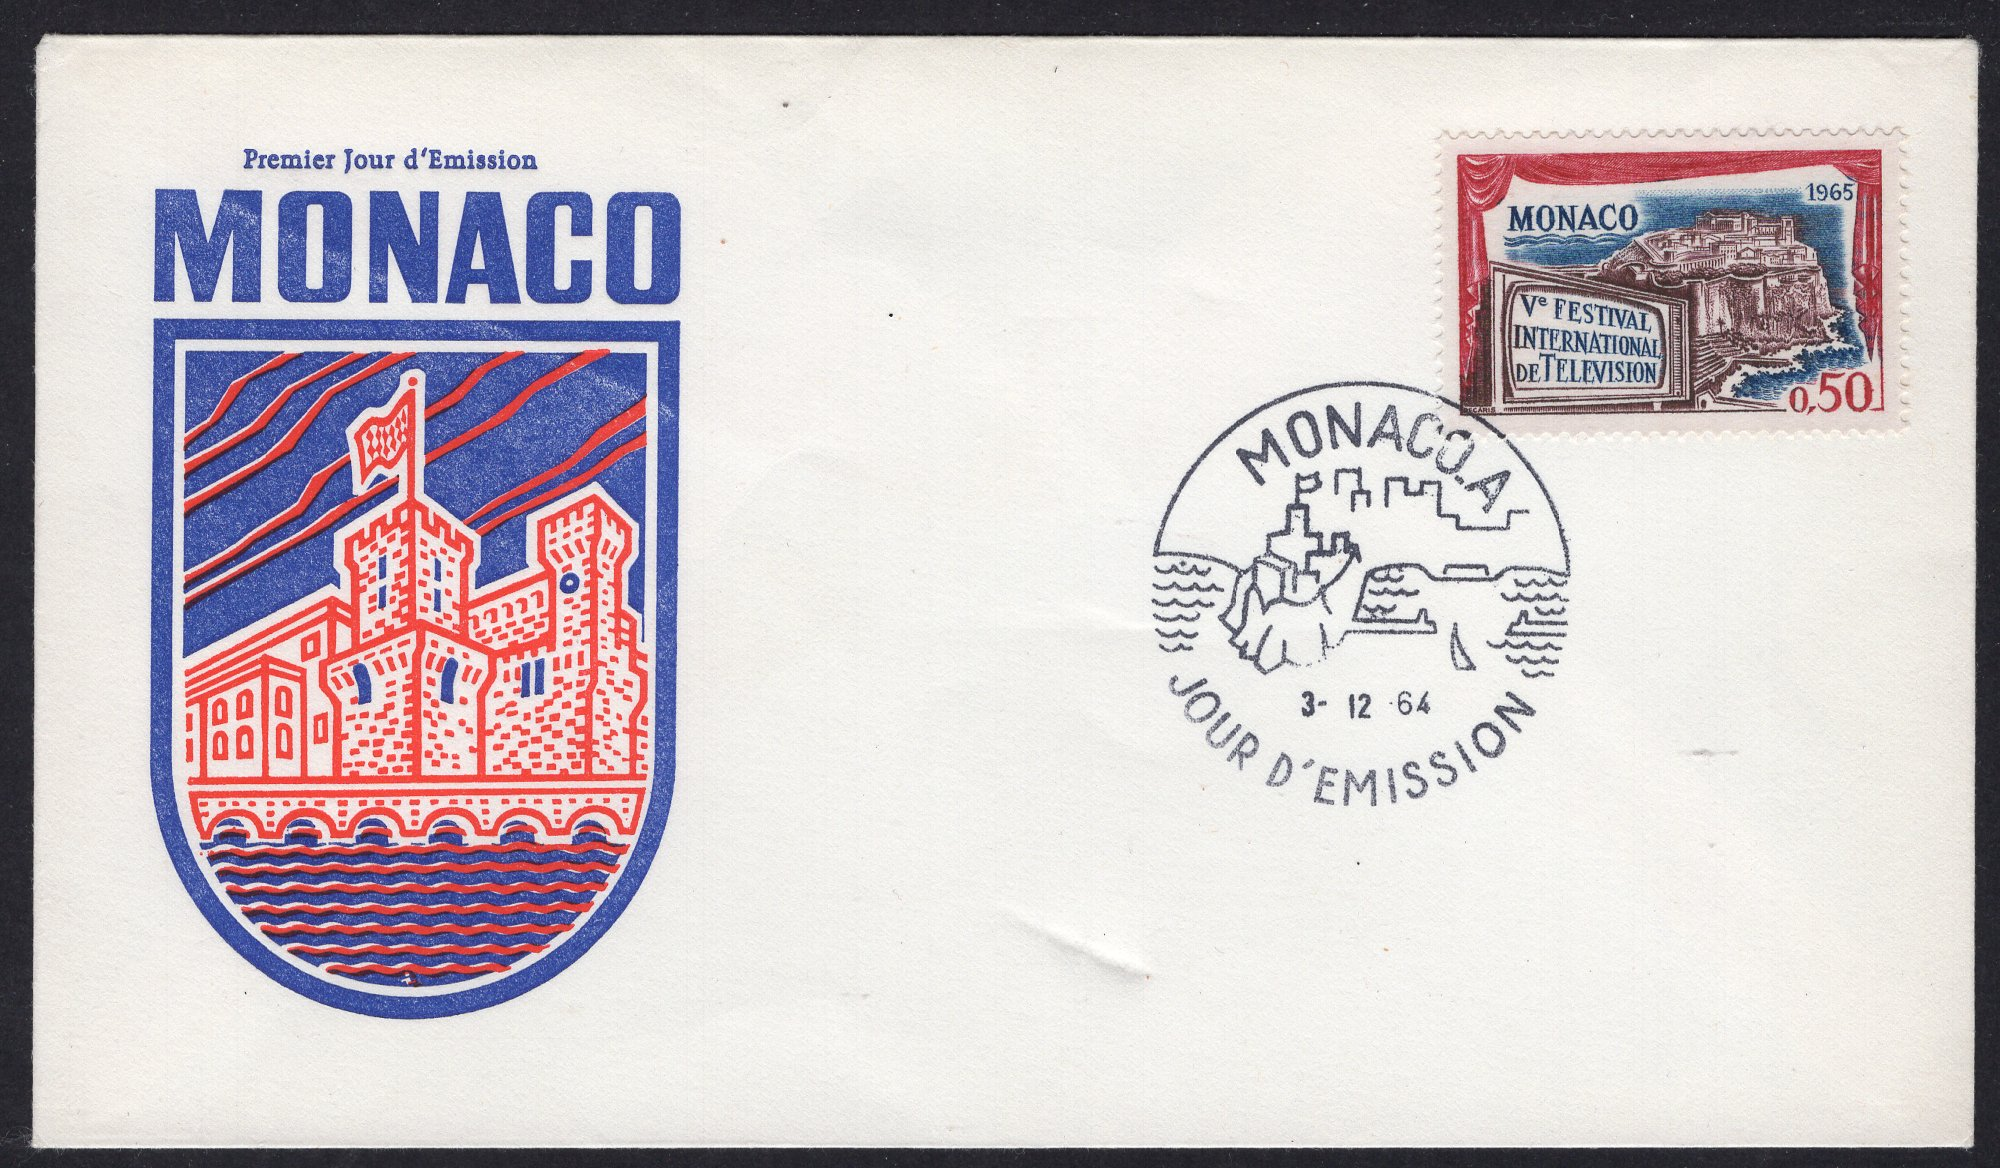 Premier Jour d'Emission
MONACO
MONACO
1965
Vᵉ FESTIVAL
INTERNATIONAL
DE TELEVISION
0,50
DECARIS
MONACO.A
3-12-64
JOUR D'EMISSION